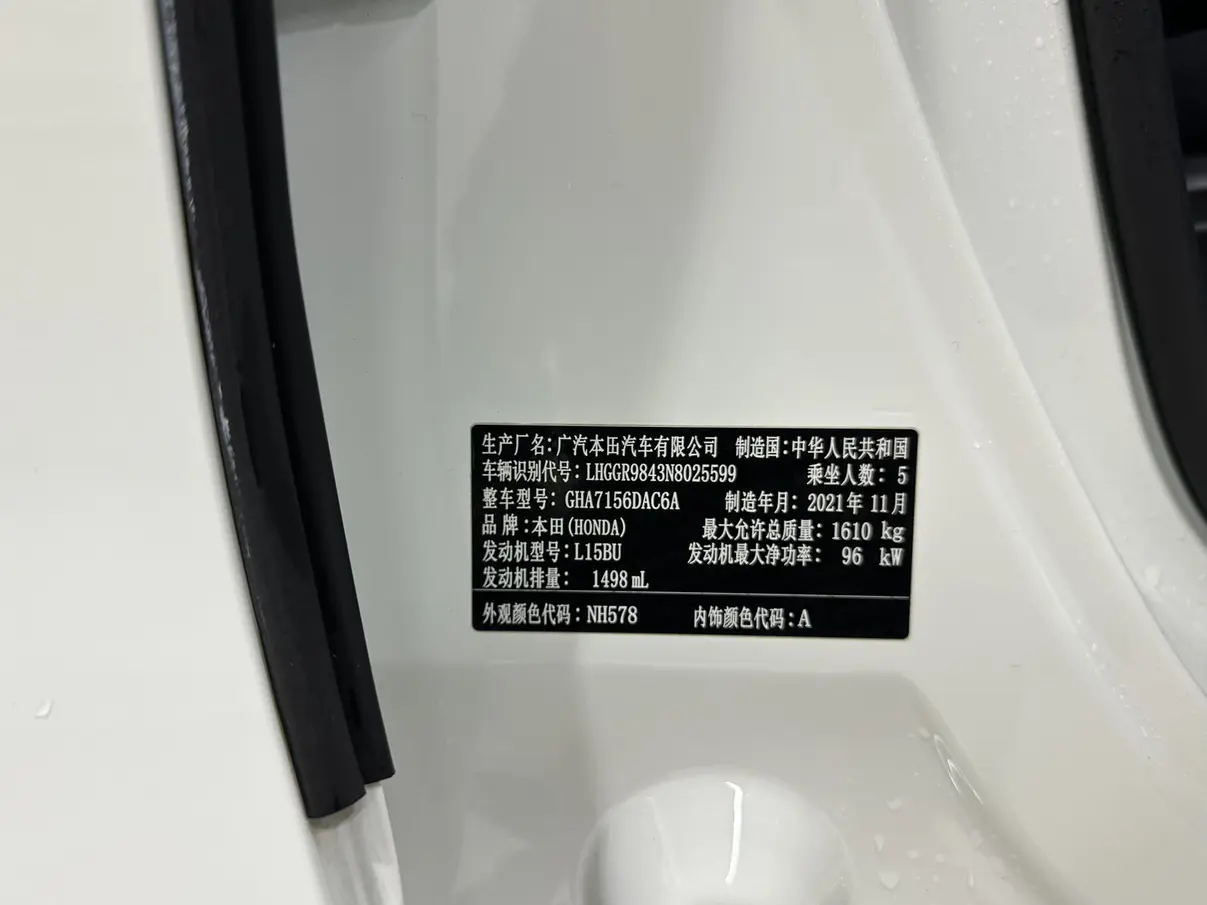 生产厂名:广汽本田汽车有限公司 制造国:中华人民共和国
车辆识别代号: LHGGR9843N8025599 乘坐人数: 5
整车型号: GHA7156DAC6A 制造年月: 2021年11月
品 牌:本田(HONDA) 最大允许总质量: 1610 kg
发动机型号:L15BU 发动机最大净功率: 96 kW
发动机排量: 1498 mL
外观颜色代码:NH578 内饰颜色代码:A